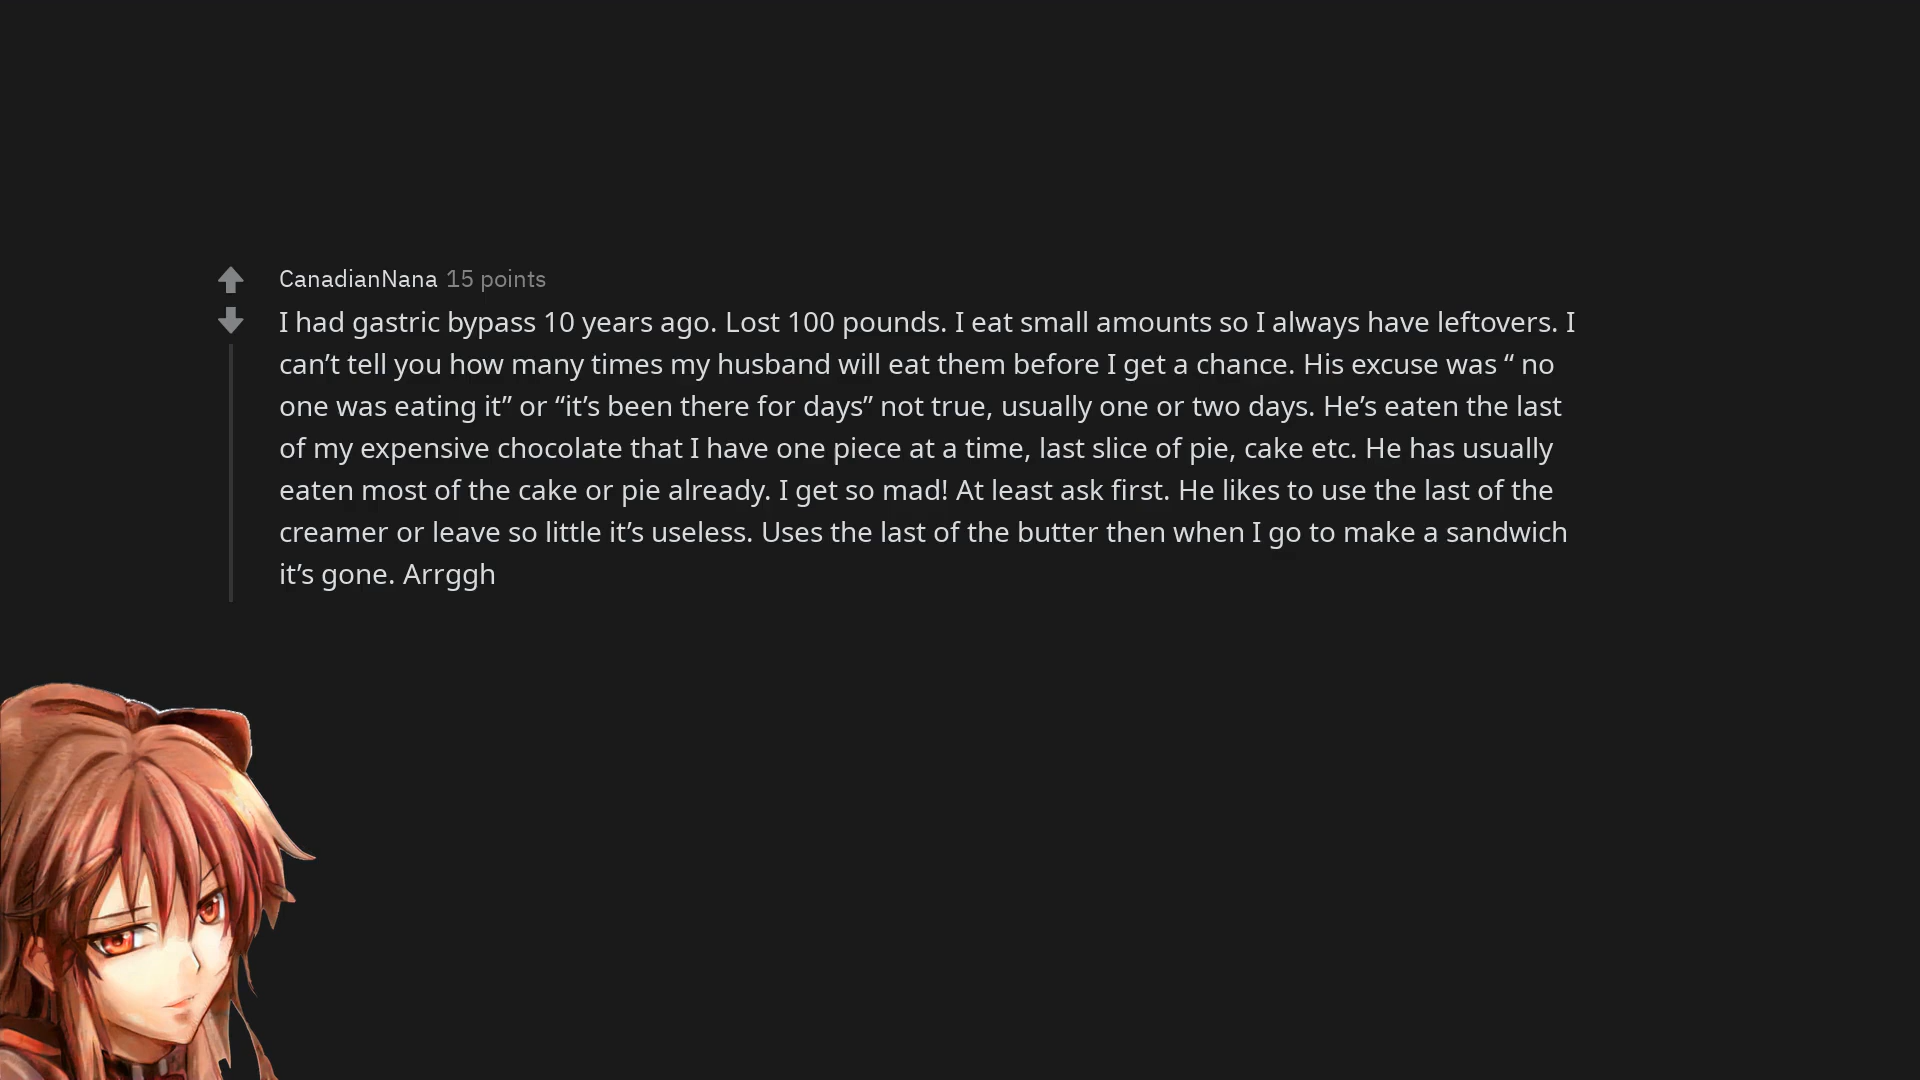 CanadianNana 15 points
I had gastric bypass 10 years ago. Lost 100 pounds. I eat small amounts so I always have leftovers. I
can’t tell you how many times my husband will eat them before I get a chance. His excuse was “ no
one was eating it” or “it’s been there for days” not true, usually one or two days. He’s eaten the last
of my expensive chocolate that I have one piece at a time, last slice of pie, cake etc. He has usually
eaten most of the cake or pie already. I get so mad! At least ask first. He likes to use the last of the
creamer or leave so little it’s useless. Uses the last of the butter then when I go to make a sandwich
it’s gone. Arrggh